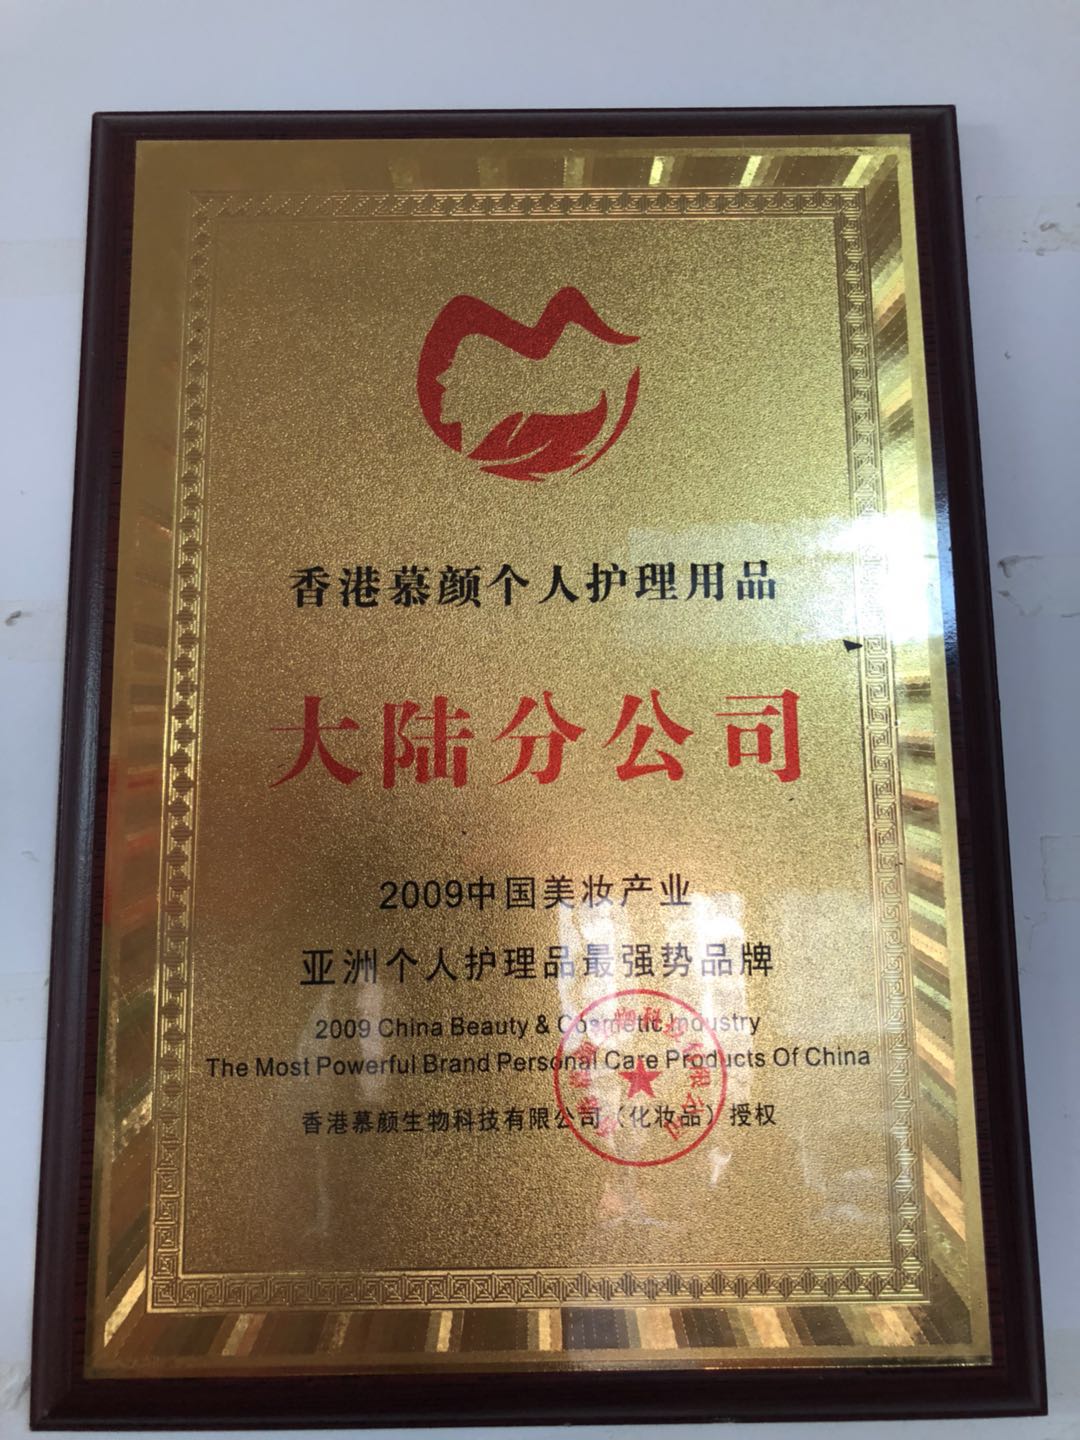 香港慕颜个人护理用品
大陆分公司
2009中国美妆产业
亚洲个人护理品最强势品牌
2009 China Beauty & Cosmetic Industry
The Most Powerful Brand Personal Care Products Of China
香港慕颜生物科技有限公司（化妆品）授权